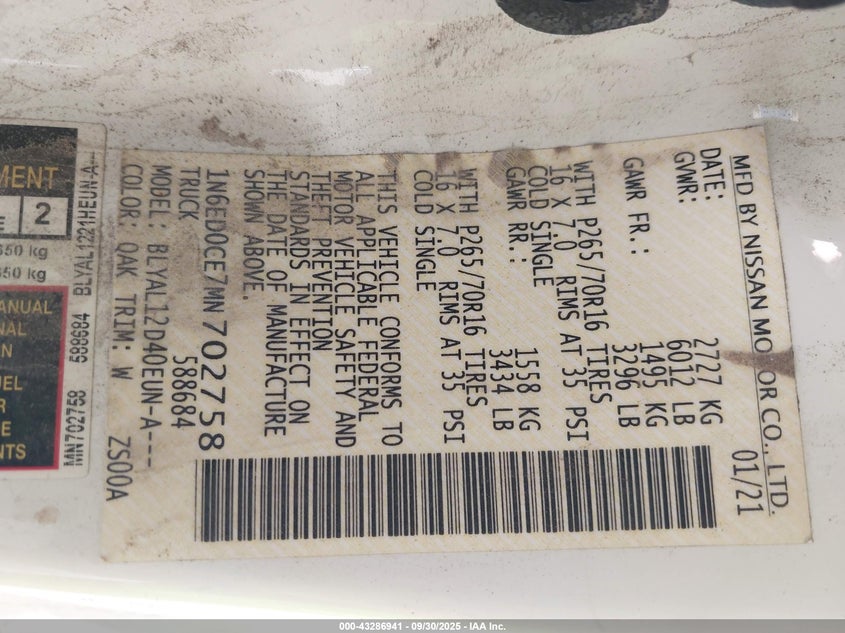 MFD BY NISSAN MOTOR CO., LTD.
DATE: 01/21
GVWR: 2727 KG
6012 LB
GAWR FR.: 1495 KG
3296 LB
WITH P265/70R16 TIRES
16 X 7.0 RIMS AT 35 PSI
COLD SINGLE
GAWR RR.: 1558 KG
3434 LB
WITH P265/70R16 TIRES
16 X 7.0 RIMS AT 35 PSI
COLD SINGLE
THIS VEHICLE CONFORMS TO
ALL APPLICABLE FEDERAL
MOTOR VEHICLE SAFETY AND
THEFT PREVENTION
STANDARDS IN EFFECT ON
THE DATE OF MANUFACTURE
SHOWN ABOVE.
1N6ED0CE7MN702758
TRUCK 588684
MODEL: BLYAL12D40EUN-A---
COLOR: QAK TRIM: W ZS00A
MENT
2
650 kg
650 kg
BLYAL1221HEUN-A---
588684
MN702758
ANUAL
NAL
N
UEL
R
E
NTS
000-43286941 - 09/30/2025 - IAA Inc.